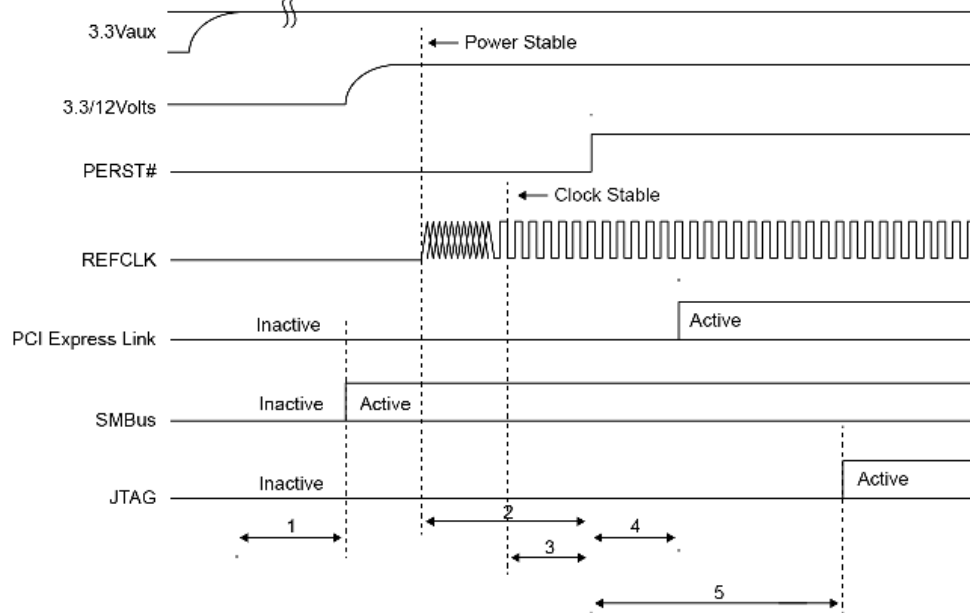 3.3Vaux
Power Stable
3.3/12Volts
PERST#
Clock Stable
REFCLK
Inactive
Active
PCI Express Link
Inactive
Active
SMBus
Inactive
Active
JTAG
1
2
3
4
5